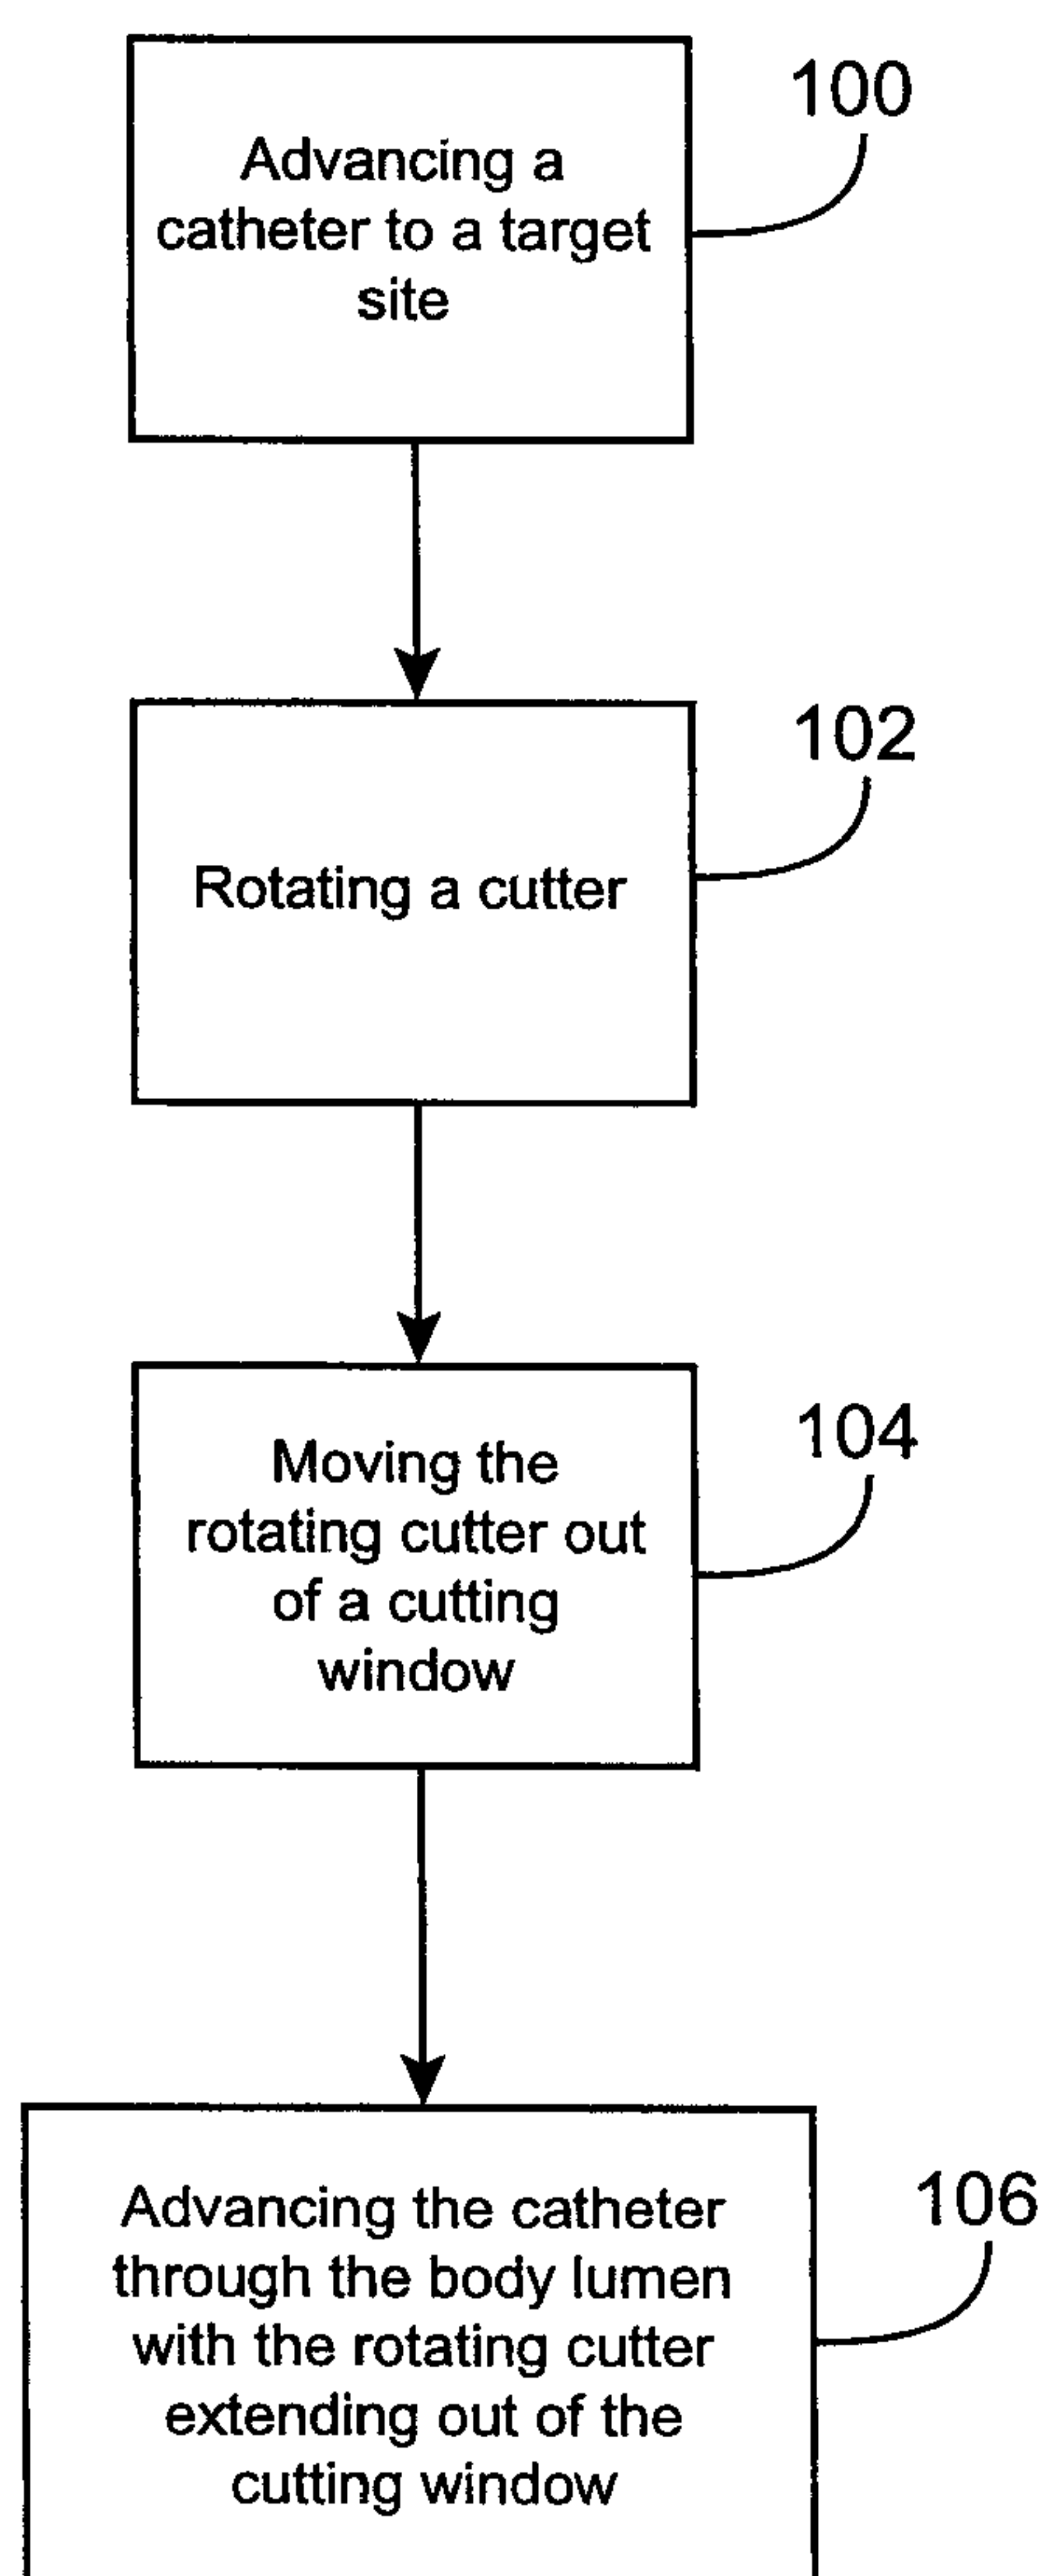 100
Advancing a
catheter to a target
site
102
Rotating a cutter
104
Moving the
rotating cutter out
of a cutting
window
106
Advancing the catheter
through the body lumen
with the rotating cutter
extending out of the
cutting window